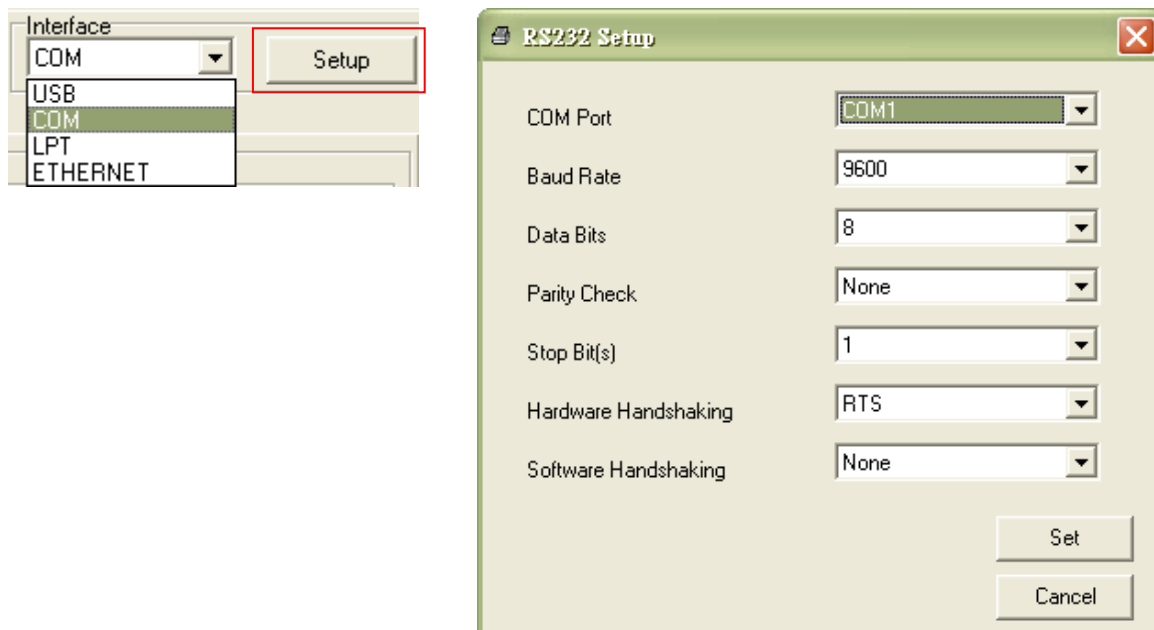 Interface
COM
Setup
USB
COM
LPT
ETHERNET
RS232 Setup
COM Port COM1
Baud Rate 9600
Data Bits 8
Parity Check None
Stop Bit(s) 1
Hardware Handshaking RTS
Software Handshaking None
Set
Cancel